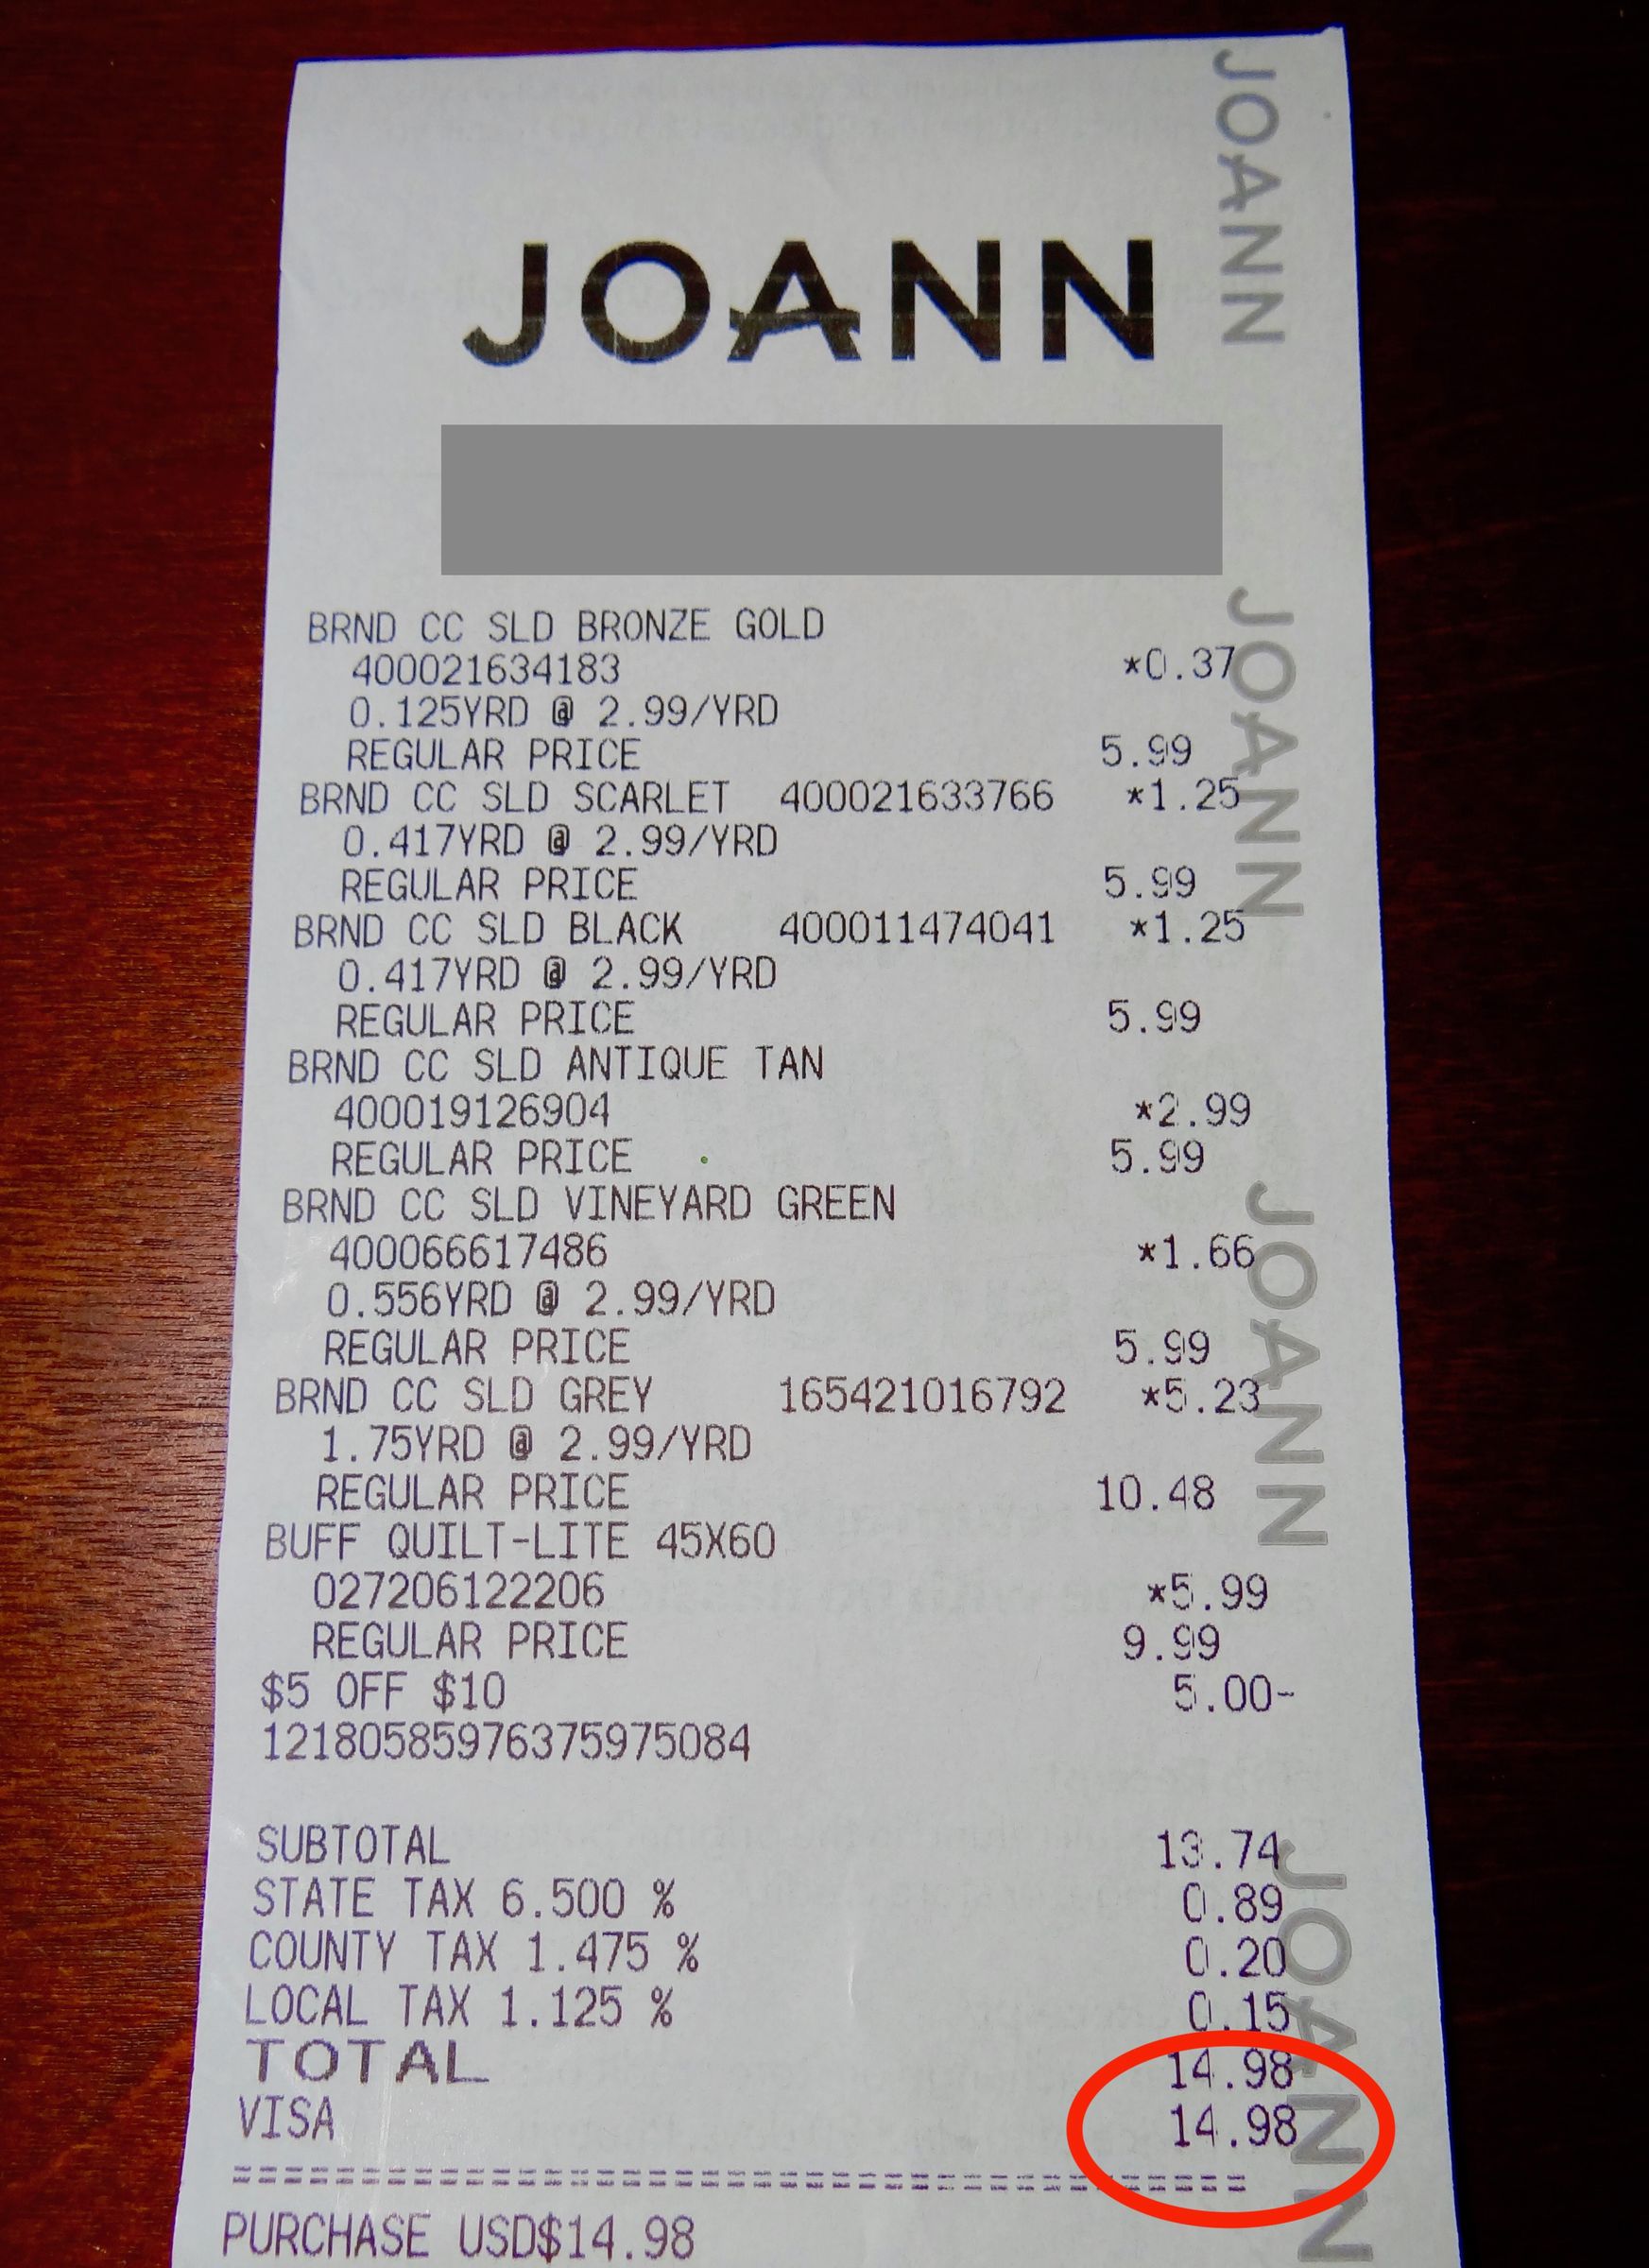 JOANN
JOANN
BRND CC SLD BRONZE GOLD
400021634183 *0.37
0.125YRD @ 2.99/YRD
REGULAR PRICE 5.99
BRND CC SLD SCARLET 400021633766 *1.25
0.417YRD @ 2.99/YRD
REGULAR PRICE 5.99
JOANN
BRND CC SLD BLACK 400011474041 *1.25
0.417YRD @ 2.99/YRD
REGULAR PRICE 5.99
BRND CC SLD ANTIQUE TAN
400019126904 *2.99
REGULAR PRICE 5.99
BRND CC SLD VINEYARD GREEN
400066617486 *1.66
0.556YRD @ 2.99/YRD
REGULAR PRICE 5.99
JOANN
BRND CC SLD GREY 165421016792 *5.23
1.75YRD @ 2.99/YRD
REGULAR PRICE 10.48
BUFF QUILT-LITE 45X60
027206122206 *5.99
REGULAR PRICE 9.99
$5 OFF $10 5.00-
12180585976375975084
SUBTOTAL 13.74
STATE TAX 6.500 % 0.89
COUNTY TAX 1.475 % 0.20
LOCAL TAX 1.125 % 0.15
TOTAL 14.98
VISA 14.98
JOANN
PURCHASE USD$14.98